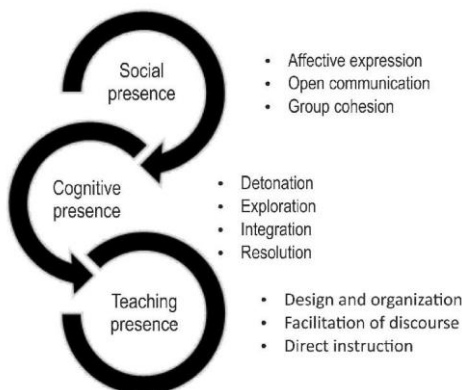 Social
presence
• Affective expression
• Open communication
• Group cohesion
Cognitive
presence
• Detonation
• Exploration
• Integration
• Resolution
Teaching
presence
• Design and organization
• Facilitation of discourse
• Direct instruction